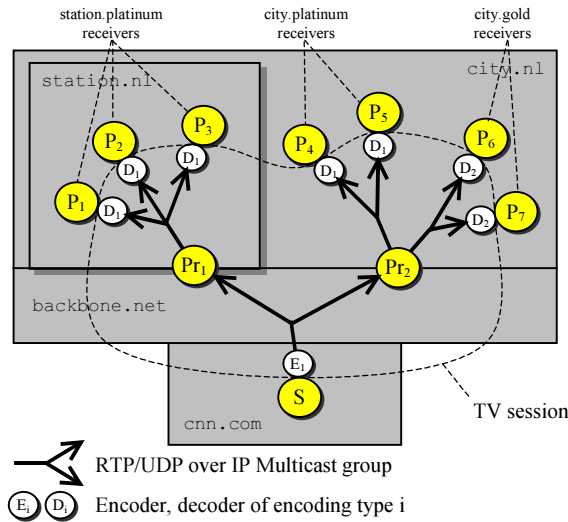 station.platinum
receivers
city.platinum
receivers
city.gold
receivers
station.nl
city.nl
P1
P2
P3
P4
P5
P6
P7
D1
D1
D1
D1
D1
D2
D2
Pr1
Pr2
backbone.net
E1
S
cnn.com
TV session
RTP/UDP over IP Multicast group
Ei Di Encoder, decoder of encoding type i